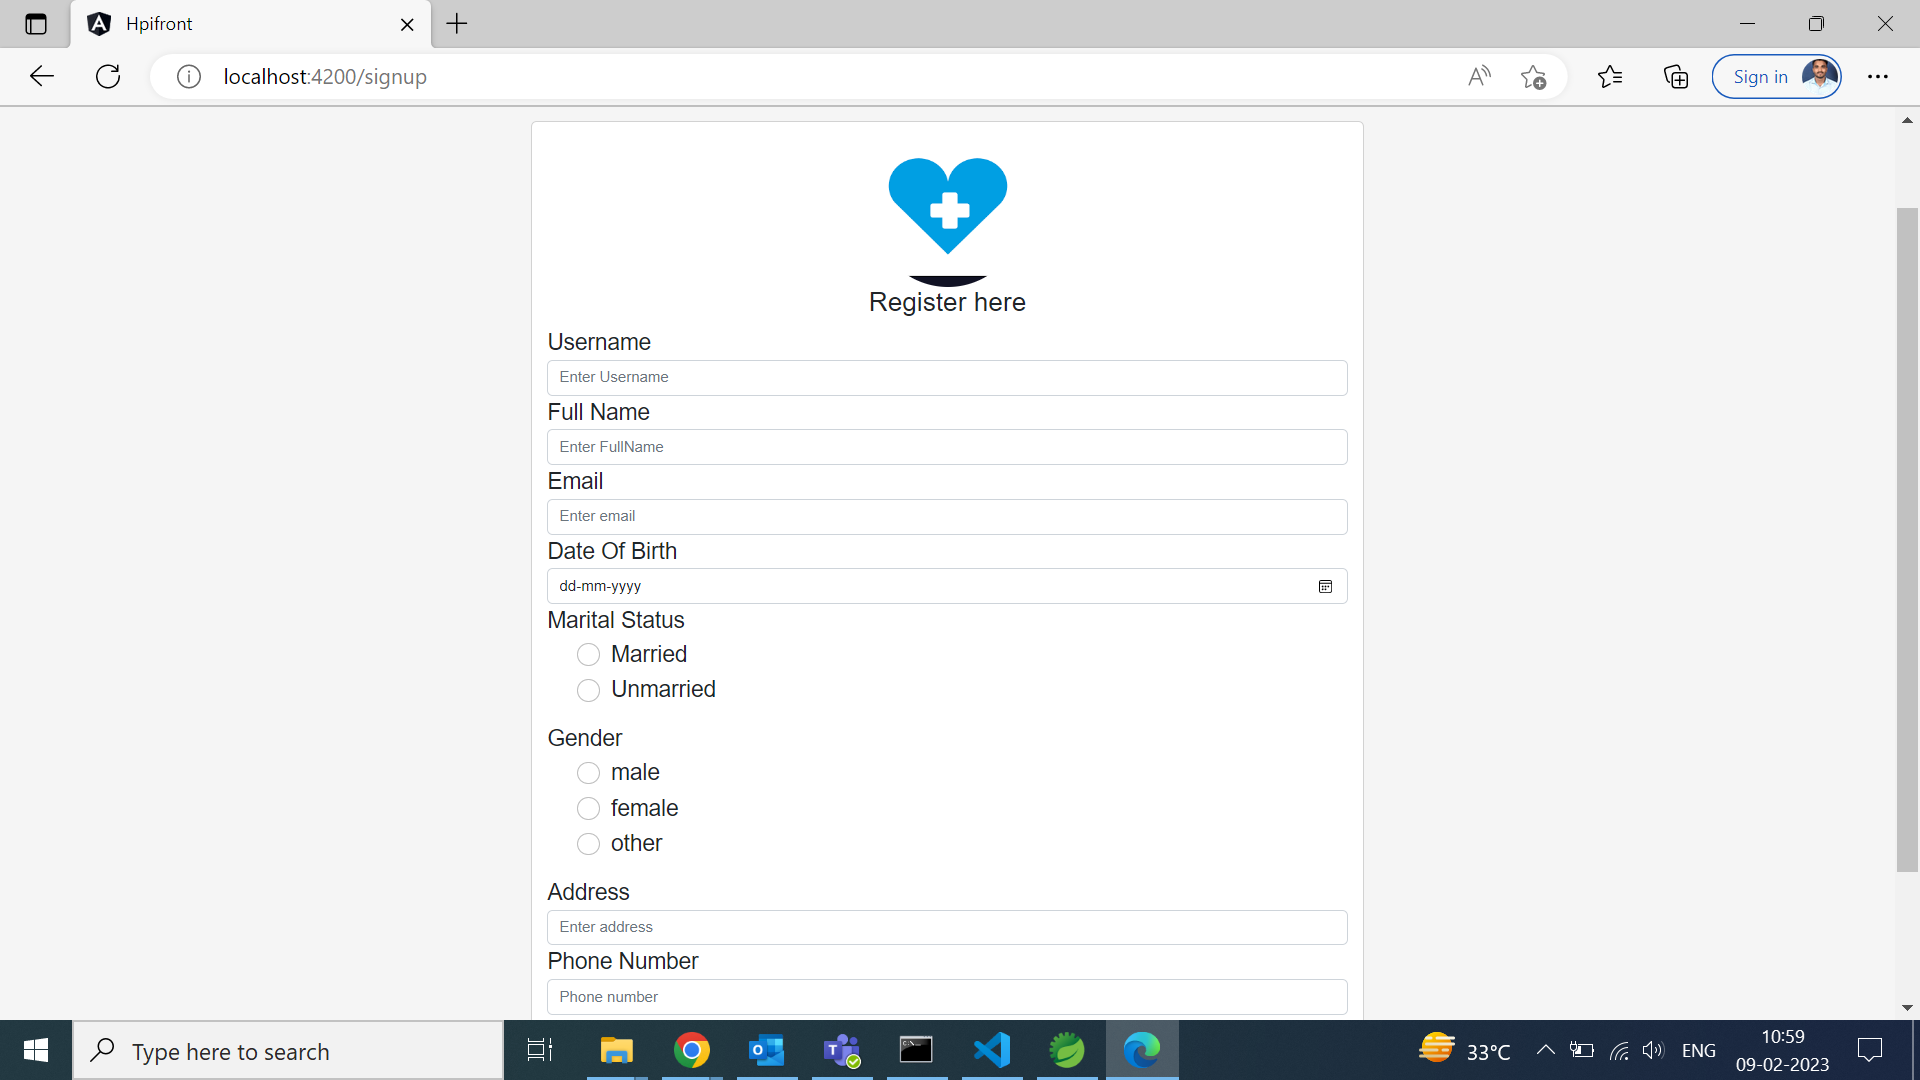 Hpifront
localhost:4200/signup
Sign in
Register here
Username
Enter Username
Full Name
Enter FullName
Email
Enter email
Date Of Birth
dd-mm-yyyy
Marital Status
Married
Unmarried
Gender
male
female
other
Address
Enter address
Phone Number
Phone number
Type here to search
33°C
ENG
10:59
09-02-2023